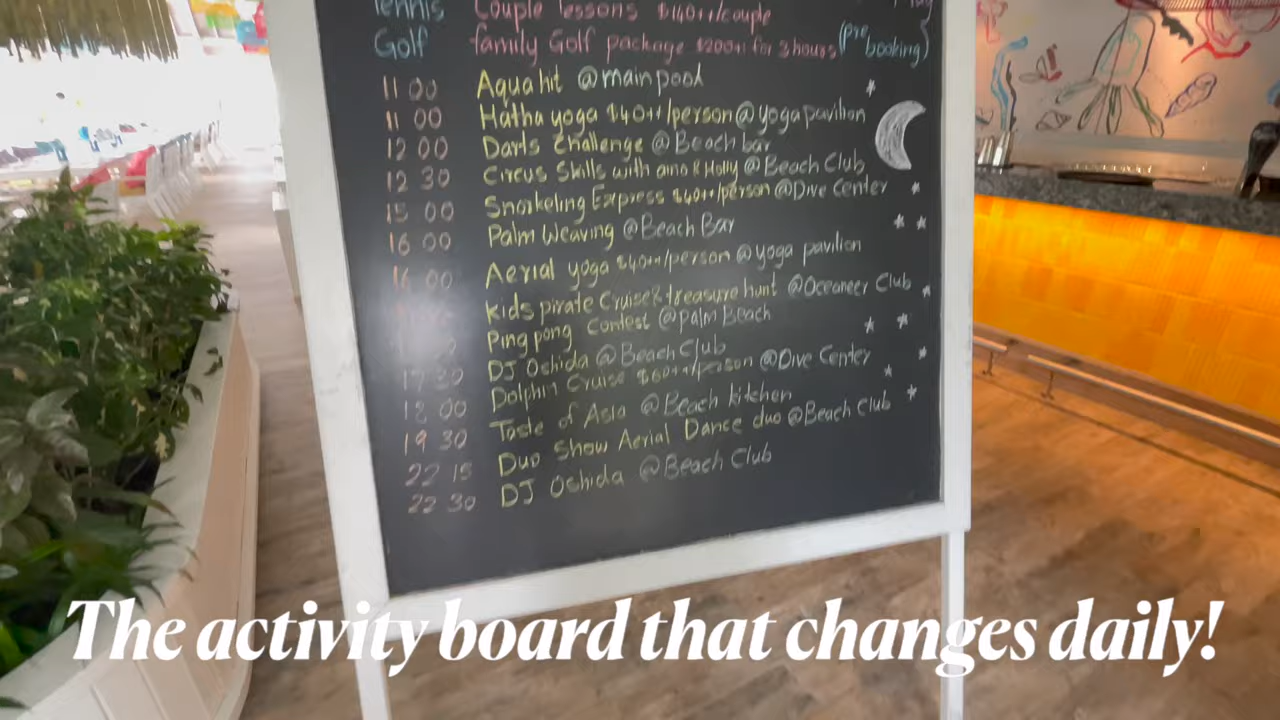 Tennis Couple lessons $140++/couple
Golf family Golf package $200++ for 3 hours (pre booking)
11 00 Aqua hit @main pool
11 00 Hatha yoga $40++/person @yoga pavilion
12 00 Darts Challenge @Beach bar
12 30 Circus Skills with & Holly @Beach Club
15 00 Snorkeling Express $40++/person @Dive Center
16 00 Palm Weaving @Beach Bar
16 00 Aerial yoga $40++/person @yoga pavilion
Kids pirate Cruise & treasure hunt @Oceaneer Club
Ping pong Contest @palm Beach
17 30 DJ Oshida @Beach Club
18 00 Dolphin Cruise $60++/person @Dive Center
19 30 Taste of Asia @Beach kitchen
22 15 Duo Show Aerial Dance duo @Beach Club
22 30 DJ Oshida @Beach Club
The activity board that changes daily!